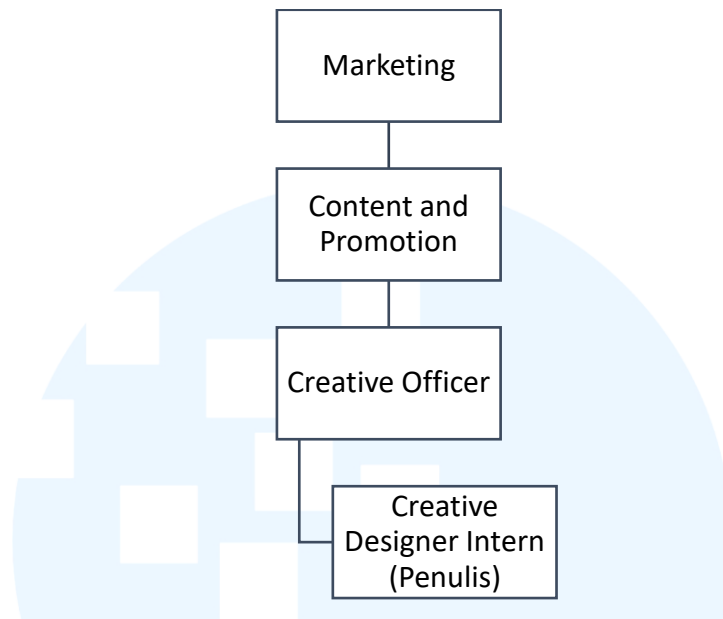 Marketing
Content and
Promotion
Creative Officer
Creative
Designer Intern
(Penulis)